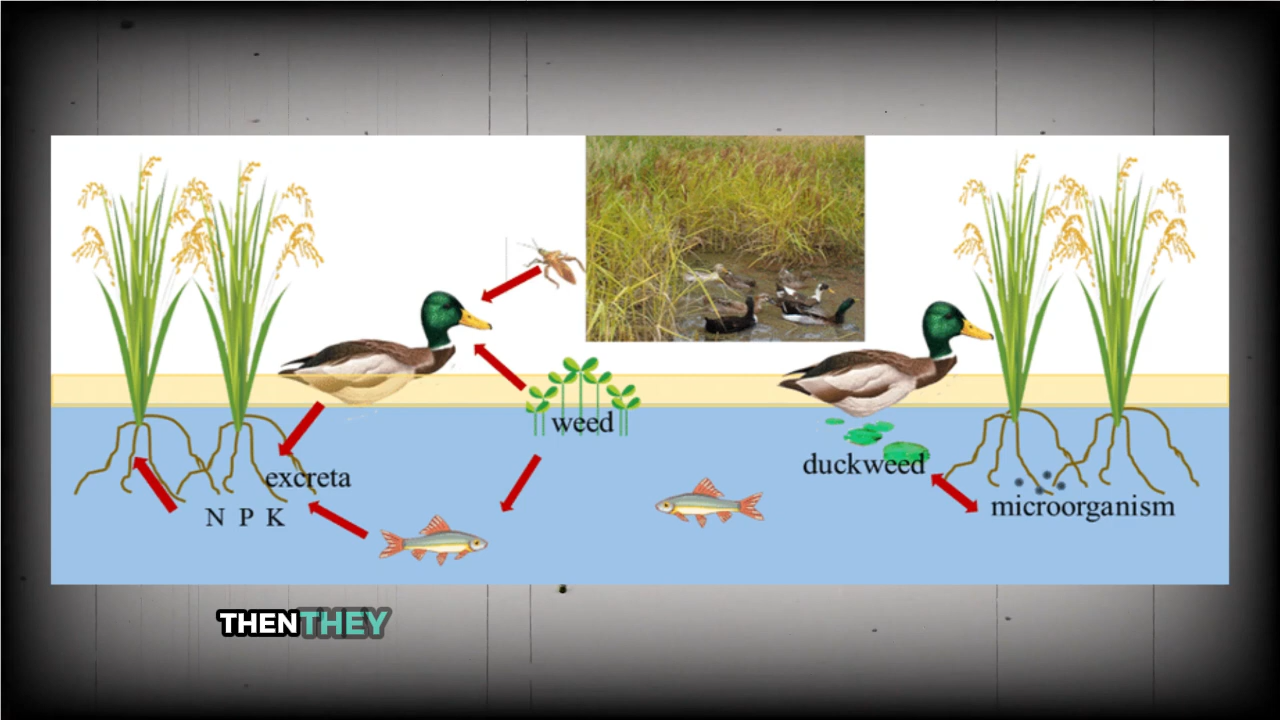 weed
duckweed
excreta
microorganism
N P K
THEN THEY